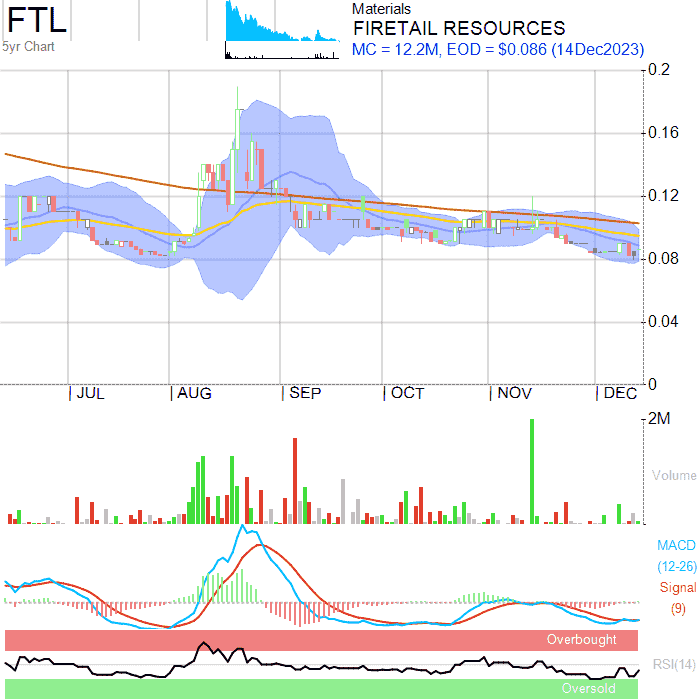 FTL
5yr Chart
Materials
FIRETAIL RESOURCES
MC = 12.2M, EOD = $0.086 (14Dec2023)
0.2
0.16
0.12
0.08
0.04
0
JUL AUG SEP OCT NOV DEC
2M
Volume
MACD
(12-26)
Signal
(9)
Overbought
RSI(14)
Oversold